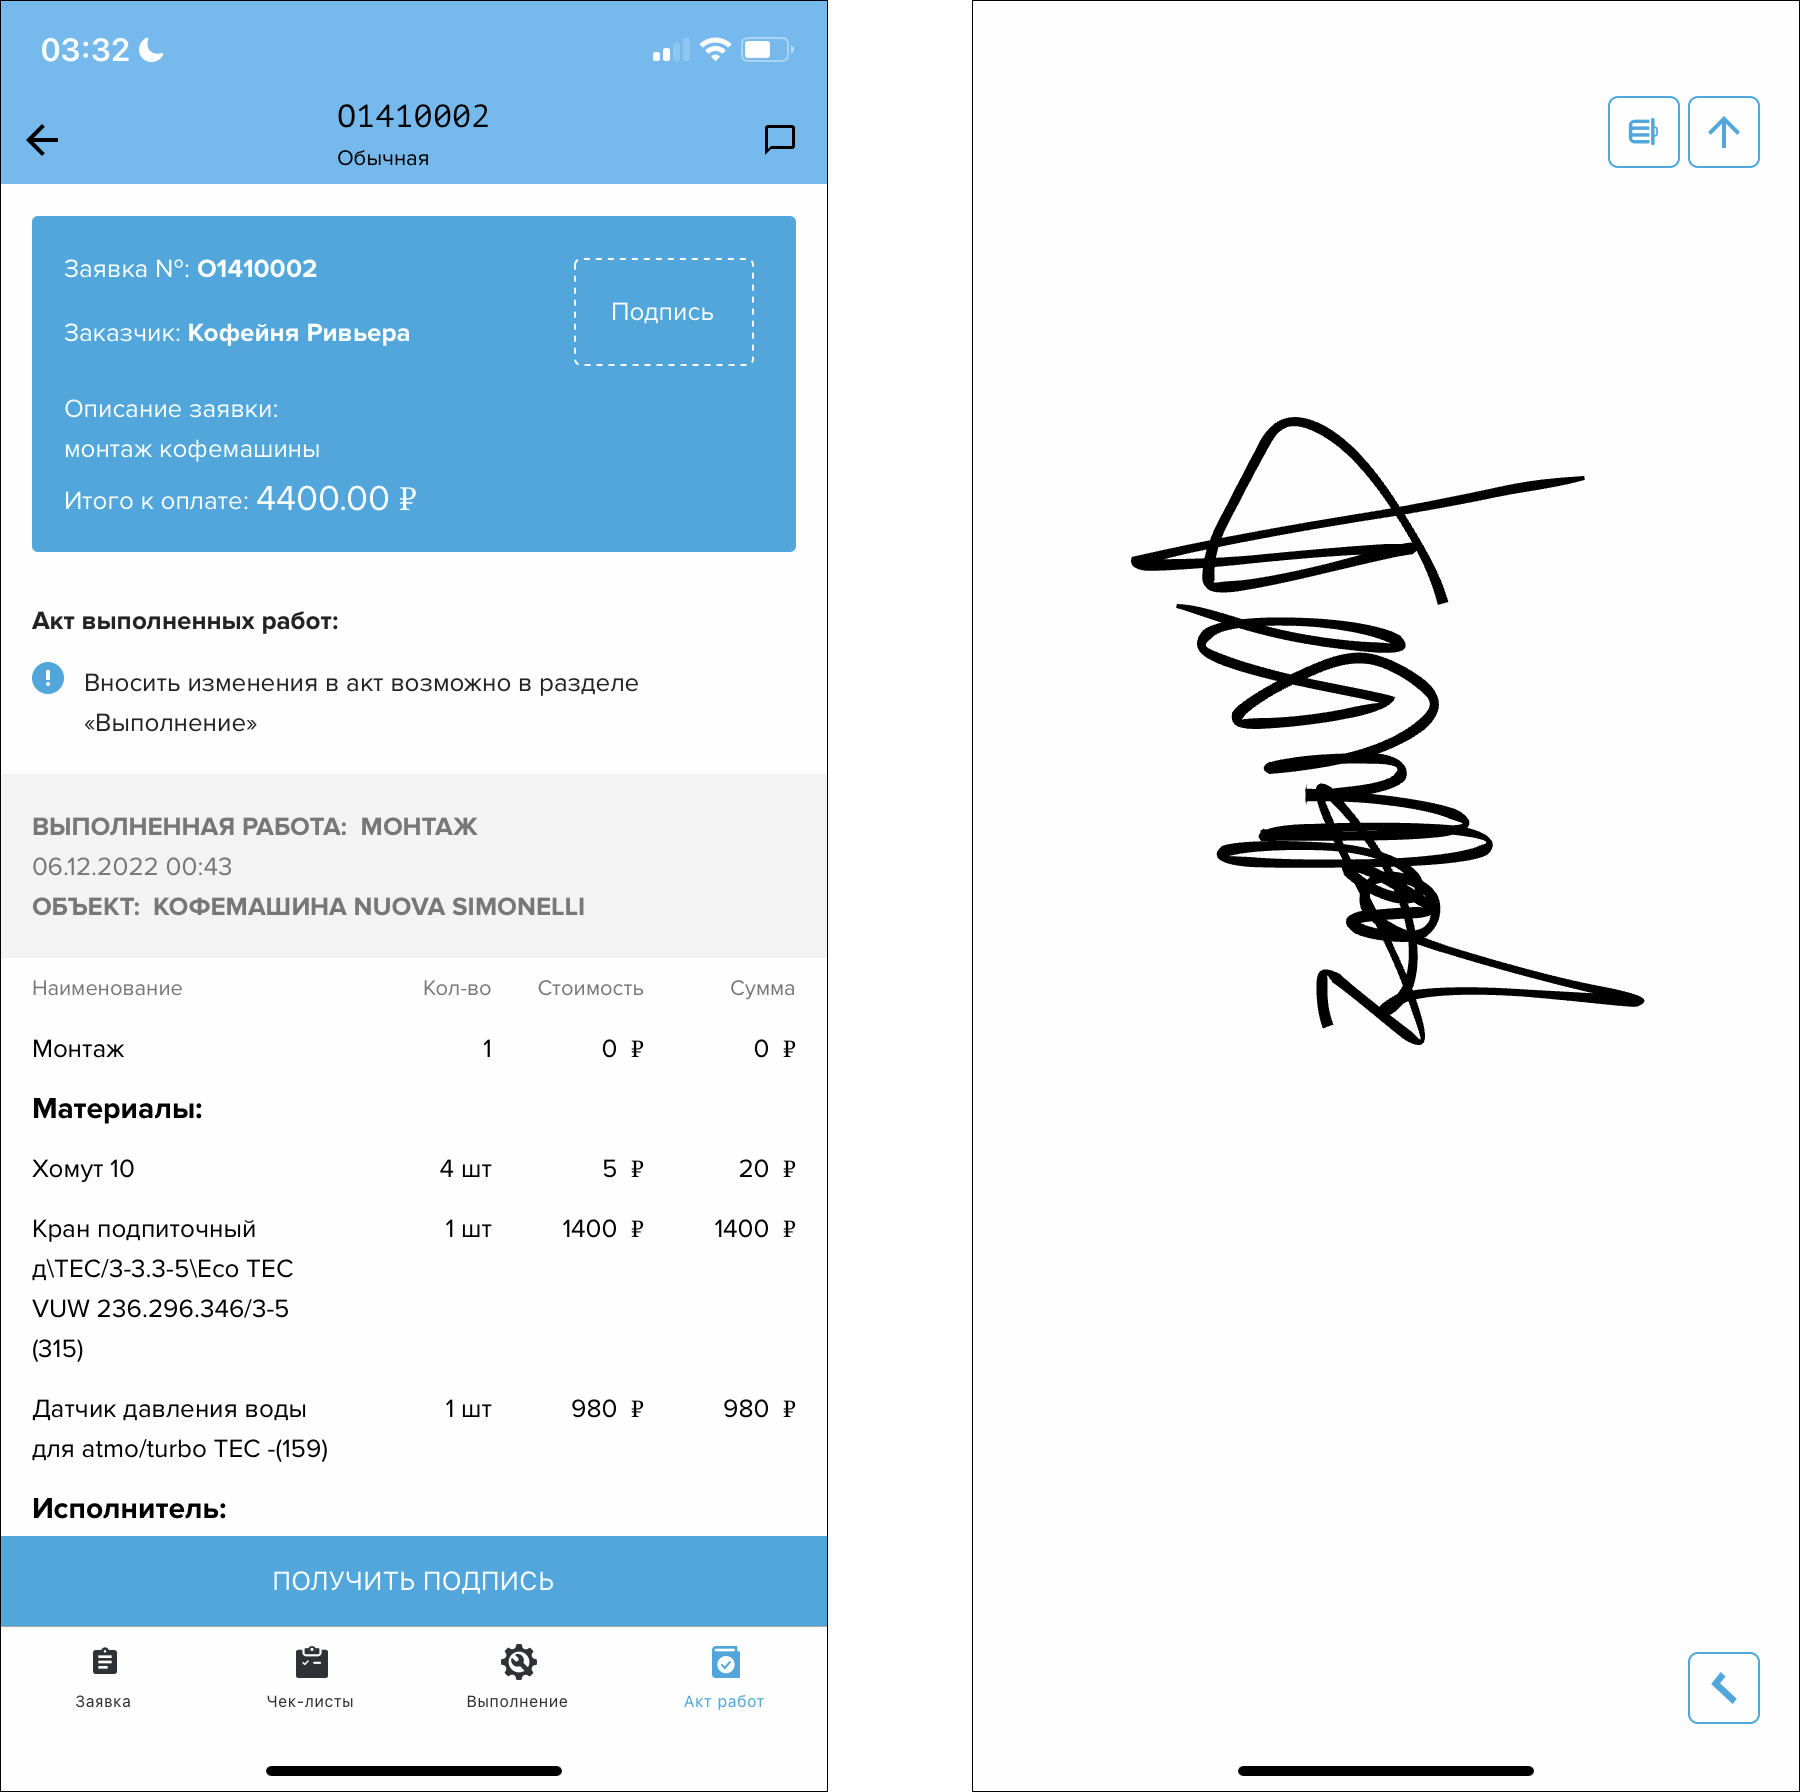 03:32
O1410002
Обычная
Заявка №: O1410002
Подпись
Заказчик: Кофейня Ривьера
Описание заявки:
монтаж кофемашины
Итого к оплате: 4400.00 ₽
Акт выполненных работ:
Вносить изменения в акт возможно в разделе
«Выполнение»
ВЫПОЛНЕННАЯ РАБОТА: МОНТАЖ
06.12.2022 00:43
ОБЪЕКТ: КОФЕМАШИНА NUOVA SIMONELLI
Наименование Кол-во Стоимость Сумма
Монтаж 1 0 ₽ 0 ₽
Материалы:
Хомут 10 4 шт 5 ₽ 20 ₽
Кран подпиточный 1 шт 1400 ₽ 1400 ₽
д\TEC/3-3.3-5\Eco TEC
VUW 236.296.346/3-5
(315)
Датчик давления воды 1 шт 980 ₽ 980 ₽
для atmo/turbo TEC -(159)
Исполнитель:
ПОЛУЧИТЬ ПОДПИСЬ
Заявка Чек-листы Выполнение Акт работ